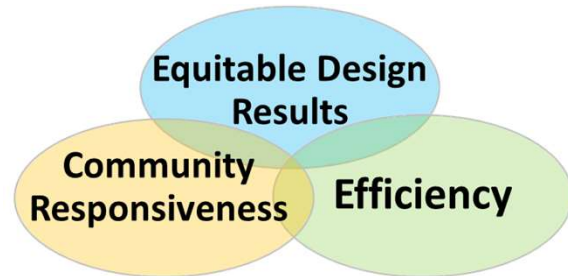 Equitable Design
Results
Community
Responsiveness
Efficiency